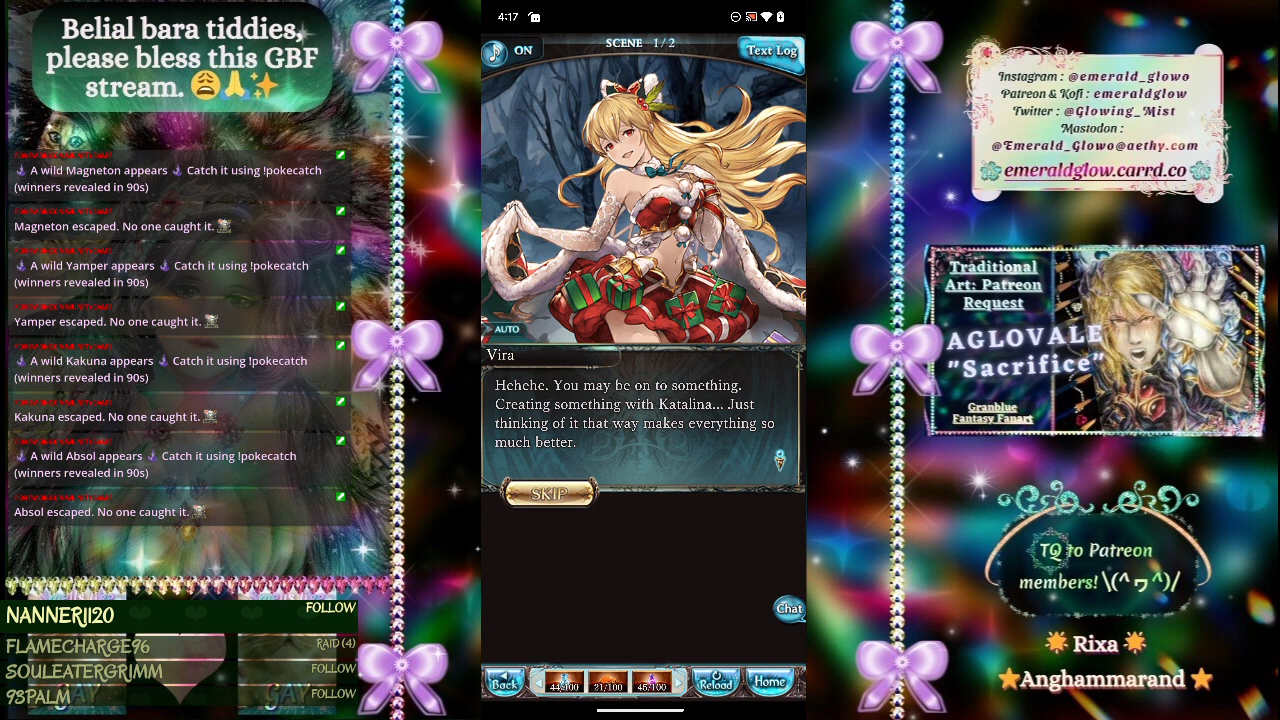 Belial bara tiddies,
please bless this GBF
stream. 😩🙏✨
A wild Magneton appears Catch it using !pokecatch
(winners revealed in 90s)
Magneton escaped. No one caught it.
A wild Yamper appears Catch it using !pokecatch
(winners revealed in 90s)
Yamper escaped. No one caught it.
A wild Kakuna appears Catch it using !pokecatch
(winners revealed in 90s)
Kakuna escaped. No one caught it.
A wild Absol appears Catch it using !pokecatch
(winners revealed in 90s)
Absol escaped. No one caught it.
NANNERJI20 FOLLOW
FLAMECHARGE96 RAID (4)
SOULEATERGRIMM FOLLOW
93PALM FOLLOW
4:17
ON
SCENE 1/2
Text Log
AUTO
Vira
Hehehe. You may be on to something.
Creating something with Katalina... Just
thinking of it that way makes everything so
much better.
SKIP
Chat
Back
44/100
21/100
45/100
Reload
Home
Instagram : @emerald_glowo
Patreon & Kofi : emeraldglow
Twitter : @Glowing_Mist
Mastodon :
@Emerald_Glowo@aethy.com
emeraldglow.carrd.co
Traditional
Art: Patreon
Request
AGLOVALE
"Sacrifice"
Granblue
Fantasy Fanart
TQ to Patreon
members! \(^ ヮ ^)/
Rixa
Anghammarand